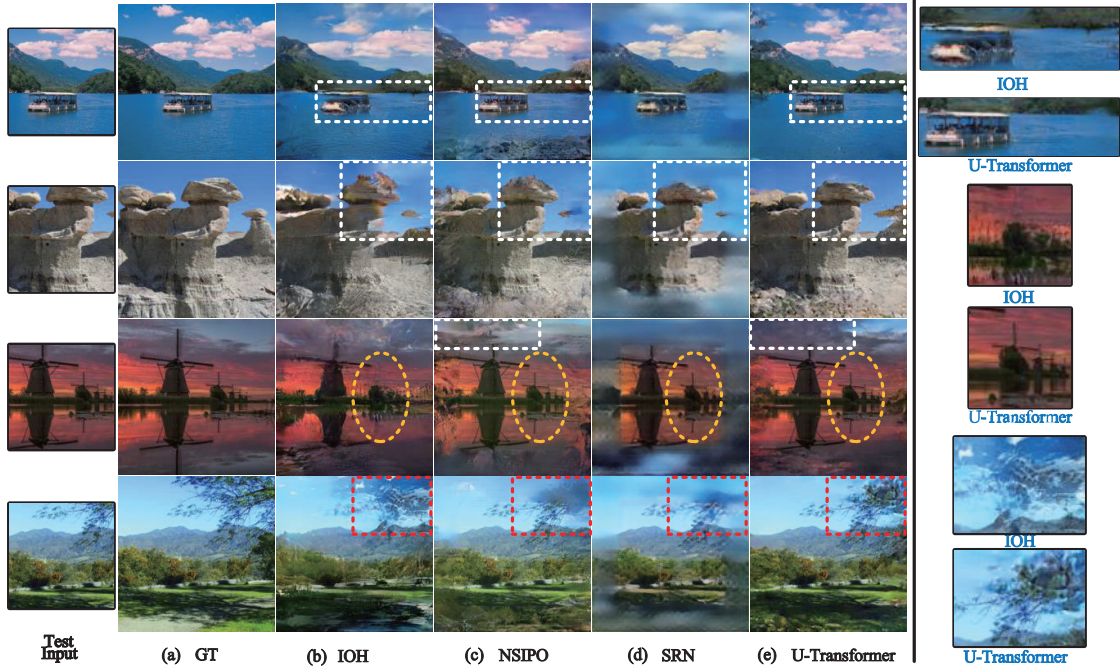 Test
Input
(a) GT
(b) IOH
(c) NSIPO
(d) SRN
(e) U-Transformer
IOH
U-Transformer
IOH
U-Transformer
IOH
U-Transformer